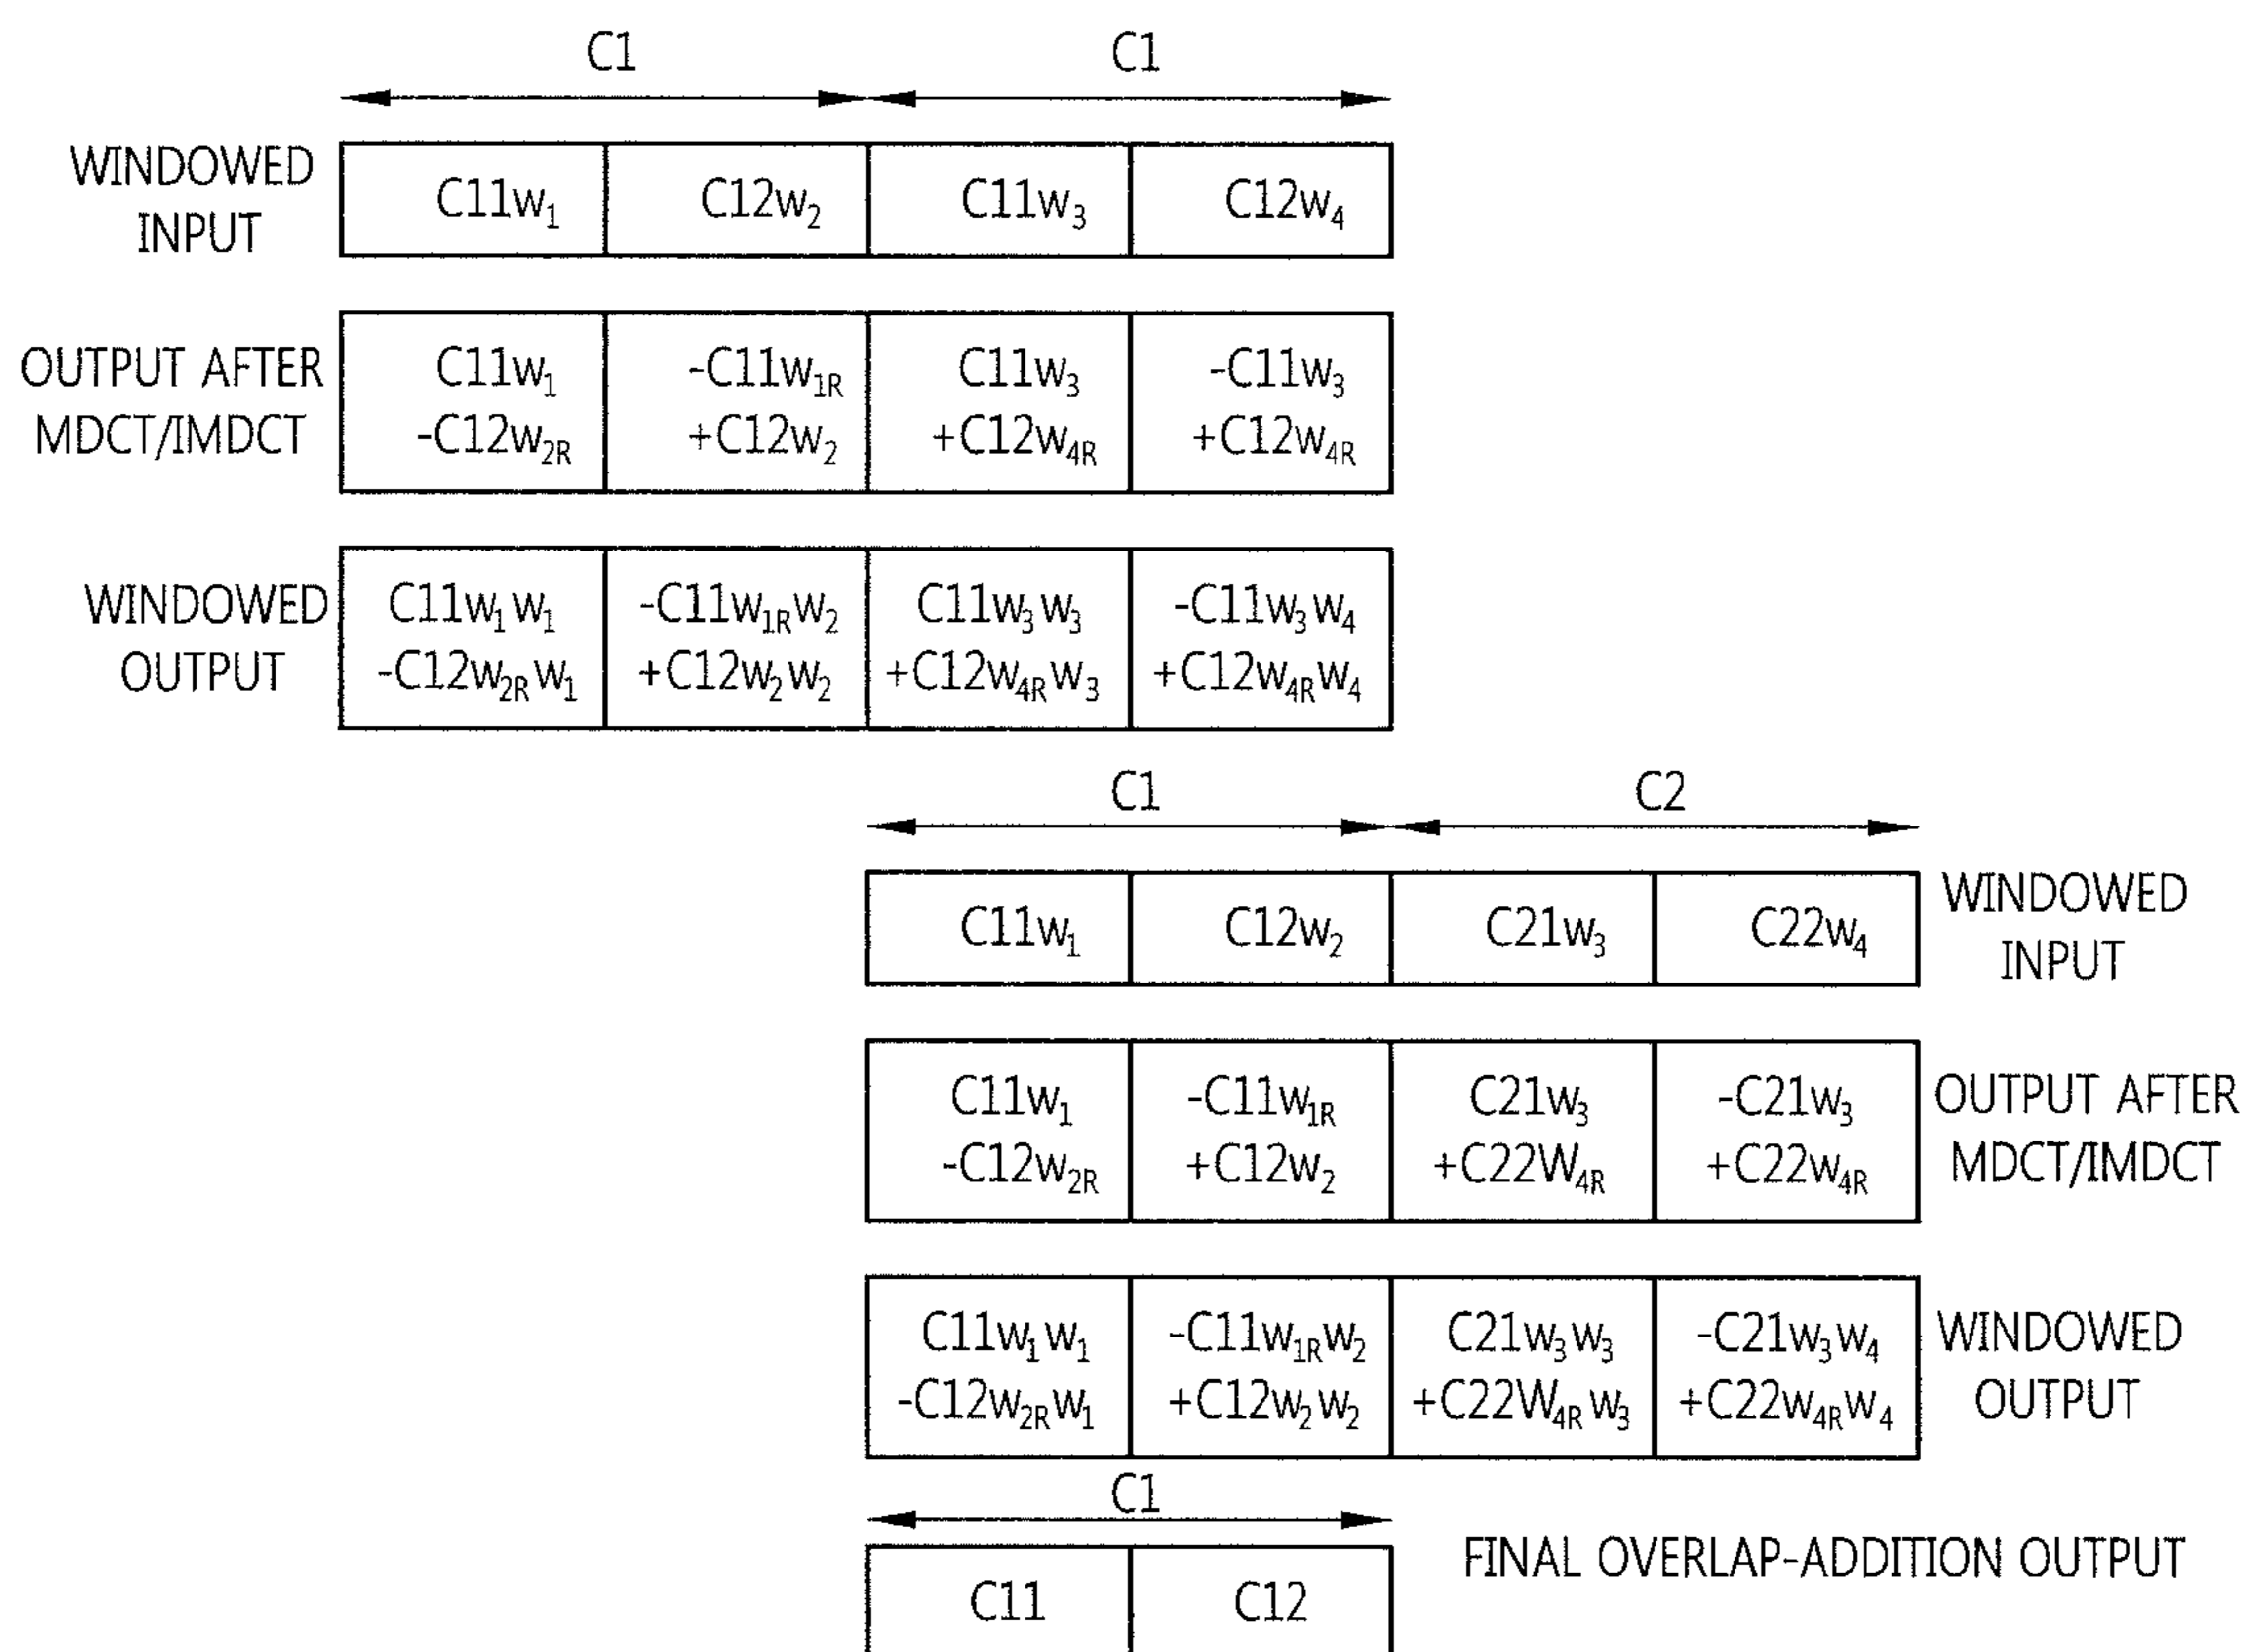 C1 C1
WINDOWED
INPUT
C11w₁ C12w₂ C11w₃ C12w₄
OUTPUT AFTER
MDCT/IMDCT
C11w₁ -C11w₁R C11w₃ -C11w₃
-C12w₂R +C12w₂ +C12w₄R +C12w₄R
WINDOWED
OUTPUT
C11w₁w₁ -C11w₁Rw₂ C11w₃w₃ -C11w₃w₄
-C12w₂Rw₁ +C12w₂w₂ +C12w₄Rw₃ +C12w₄Rw₄
C1 C2
C11w₁ C12w₂ C21w₃ C22w₄
WINDOWED
INPUT
C11w₁ -C11w₁R C21w₃ -C21w₃
-C12w₂R +C12w₂ +C22W₄R +C22w₄R
OUTPUT AFTER
MDCT/IMDCT
C11w₁w₁ -C11w₁Rw₂ C21w₃w₃ -C21w₃w₄
-C12w₂Rw₁ +C12w₂w₂ +C22W₄Rw₃ +C22w₄Rw₄
WINDOWED
OUTPUT
C1
C11 C12
FINAL OVERLAP-ADDITION OUTPUT